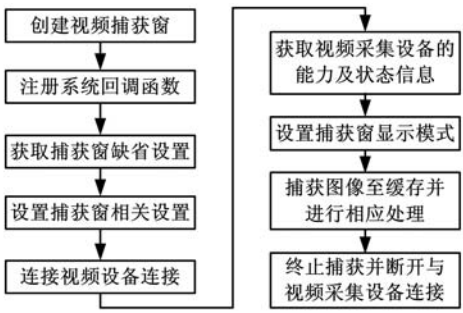 创建视频捕获窗
注册系统回调函数
获取捕获窗缺省设置
设置捕获窗相关设置
连接视频设备连接
获取视频采集设备的
能力及状态信息
设置捕获窗显示模式
捕获图像至缓存并
进行相应处理
终止捕获并断开与
视频采集设备连接